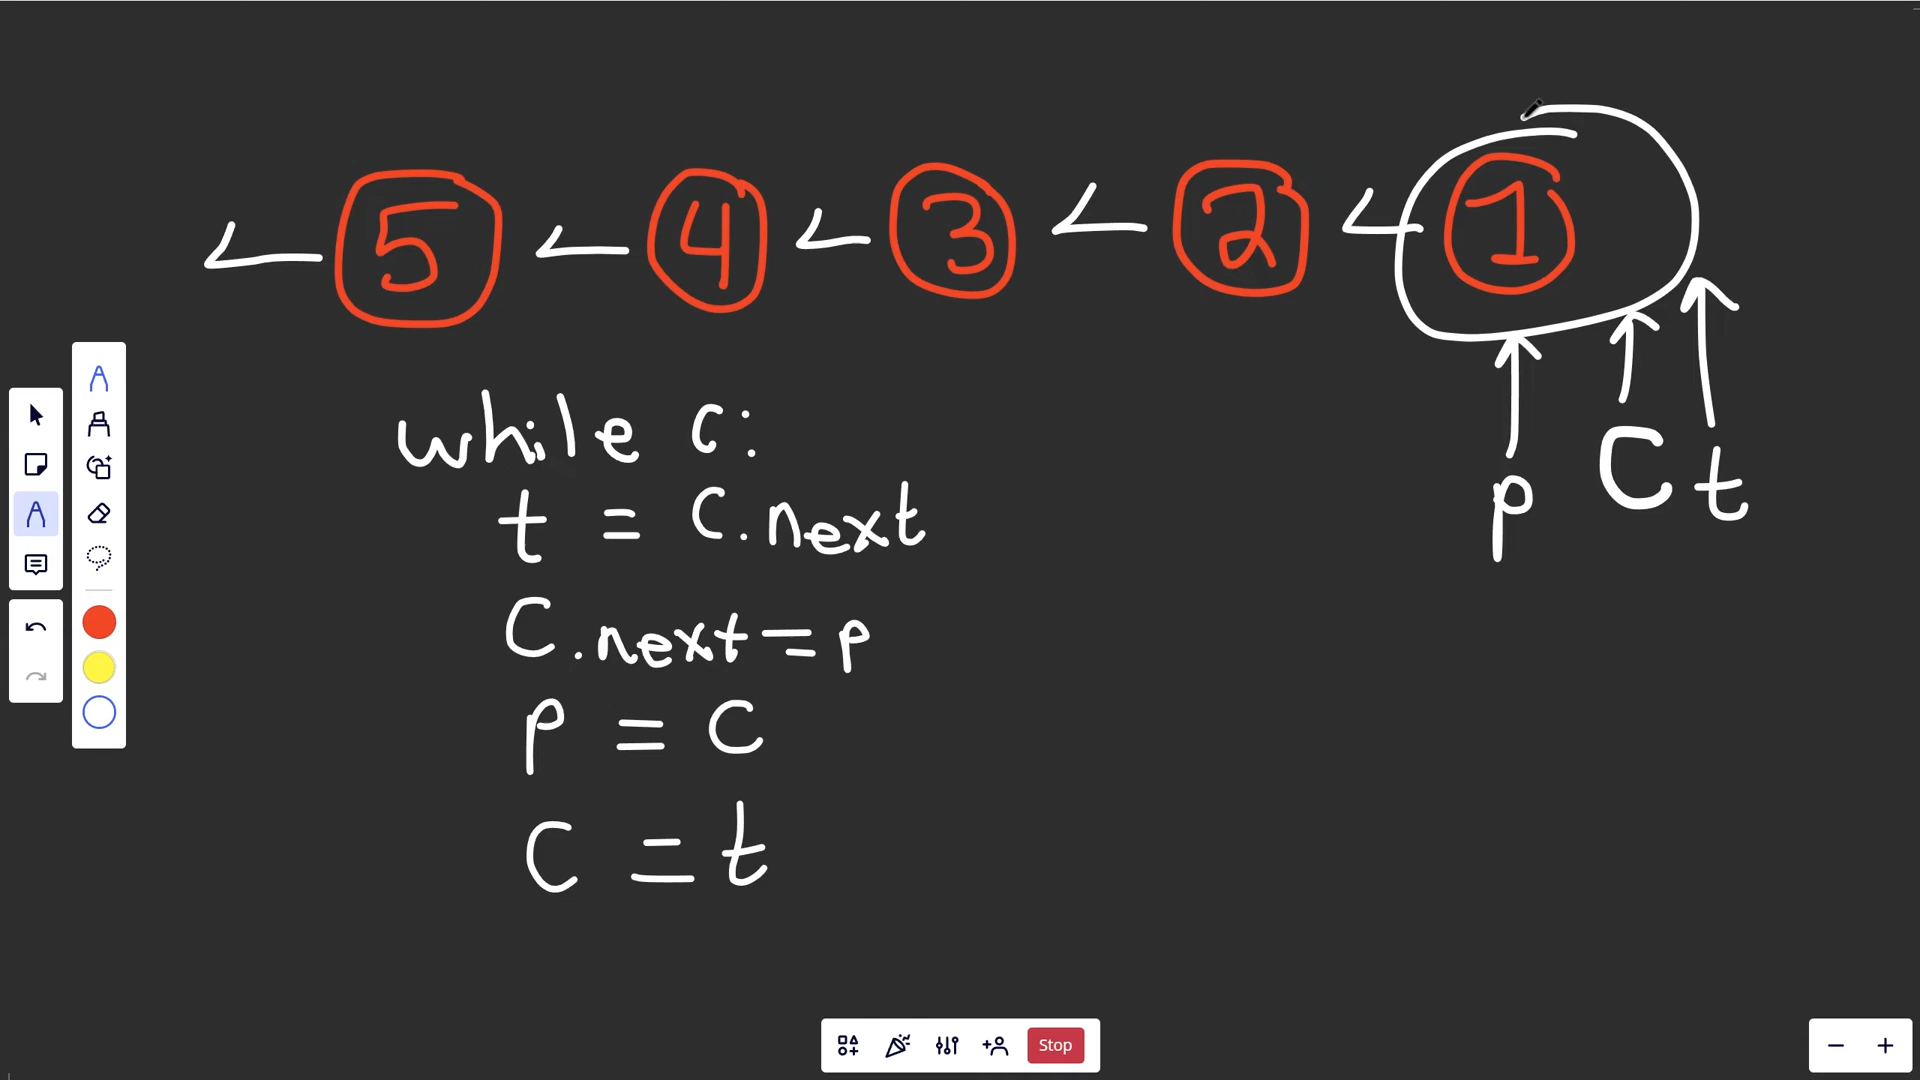 5 4 3 2 1
p C t
while c:
t = C.next
C.next = p
p = C
C = t
Stop